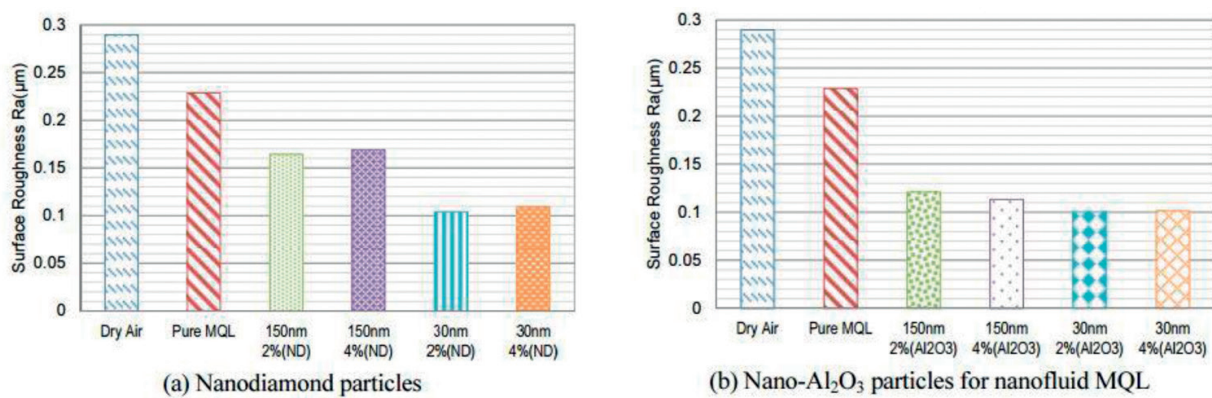 0.3
0.25
0.2
0.15
0.1
0.05
0
Surface Roughness Ra(μm)
Dry Air
Pure MQL
150nm
2%(ND)
150nm
4%(ND)
30nm
2%(ND)
30nm
4%(ND)
(a) Nanodiamond particles
0.3
0.25
0.2
0.15
0.1
0.05
0
Surface Roughness Ra(μm)
Dry Air
Pure MQL
150nm
2%(Al2O3)
150nm
4%(Al2O3)
30nm
2%(Al2O3)
30nm
4%(Al2O3)
(b) Nano-Al₂O₃ particles for nanofluid MQL